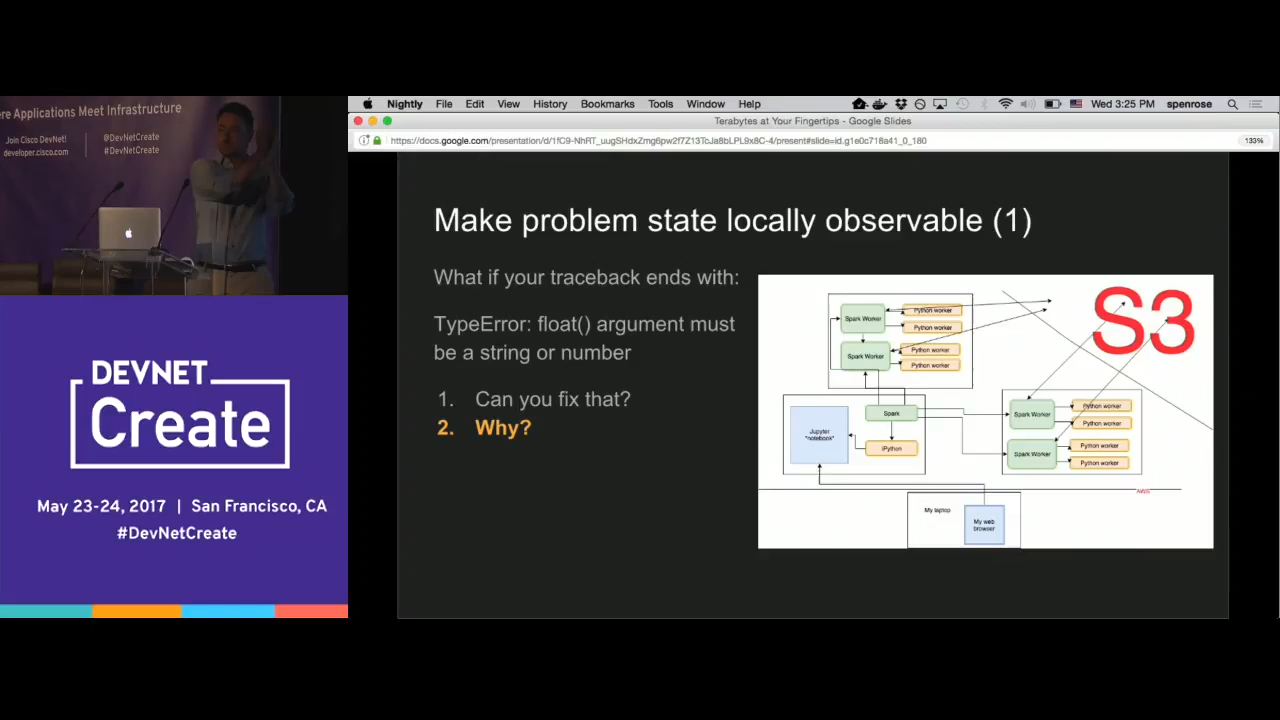 ere Applications Meet Infrastructure
Join Cisco DevNet!
developer.cisco.com
@DevNetCreate
#DevNetCreate
DEVNET
Create
May 23-24, 2017 | San Francisco, CA
#DevNetCreate
Nightly File Edit View History Bookmarks Tools Window Help
Wed 3:25 PM spenrose
Terabytes at Your Fingertips - Google Slides
133%
Make problem state locally observable (1)
What if your traceback ends with:
TypeError: float() argument must
be a string or number
1. Can you fix that?
2. Why?
S3
Spark Worker
Python worker
Python worker
Spark Worker
Python worker
Python worker
Jupyter
"notebook"
Spark
iPython
Spark Worker
Python worker
Python worker
Spark Worker
Python worker
Python worker
AWS
My laptop
My web
browser